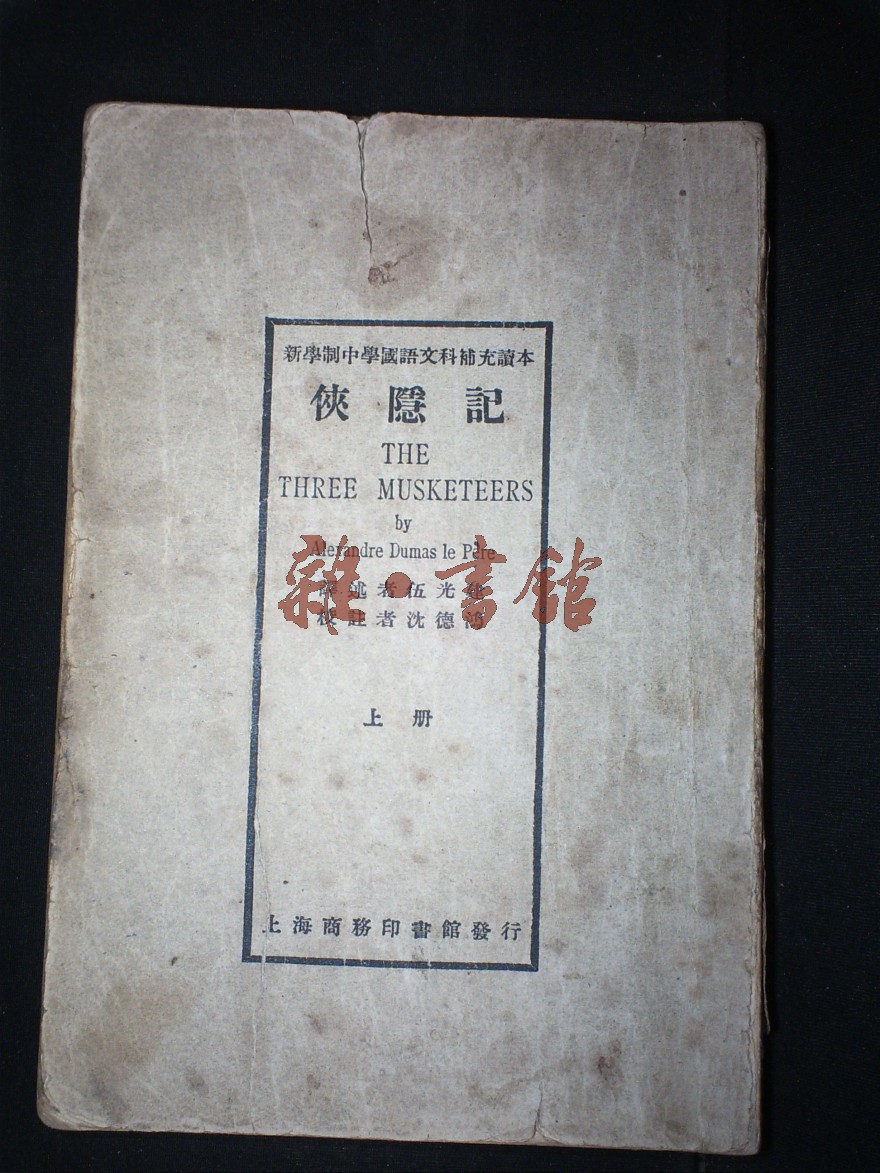 新學制中學國語文科補充讀本
俠隱記
THE
THREE MUSKETEERS
by
Alexandre Dumas le Père
譯述者伍光建
校註者沈德鴻
雜·書館
上册
上海商務印書館發行